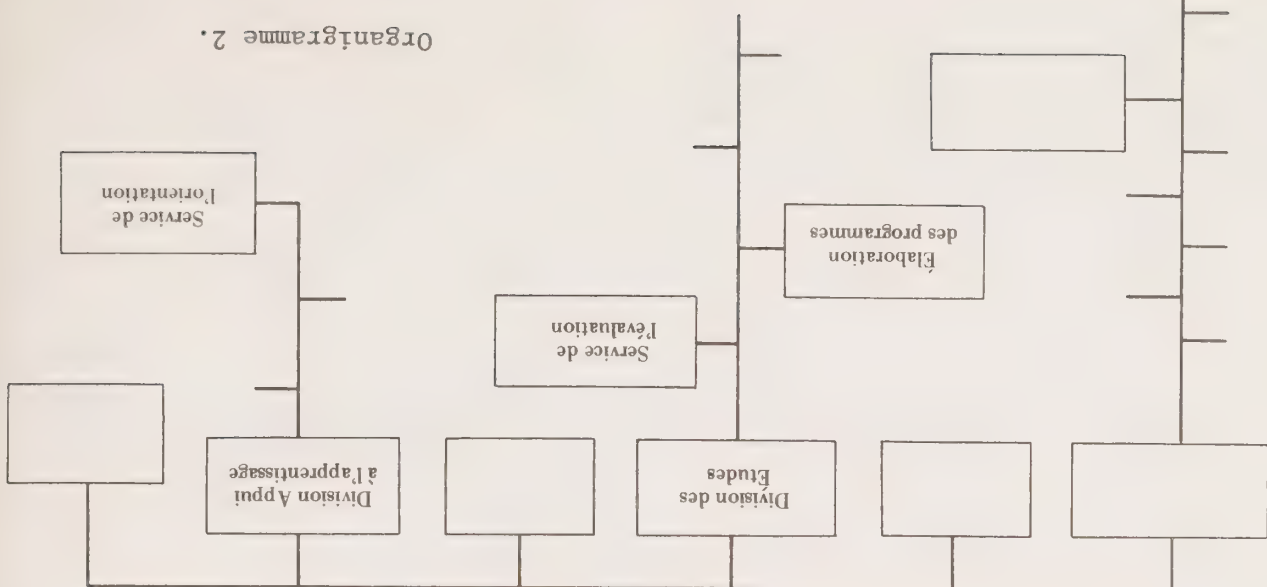 Division des
Études
Division Appui
à l'apprentissage
Service de
l'évaluation
Élaboration
des programmes
Service de
l'orientation
Organigramme 2.